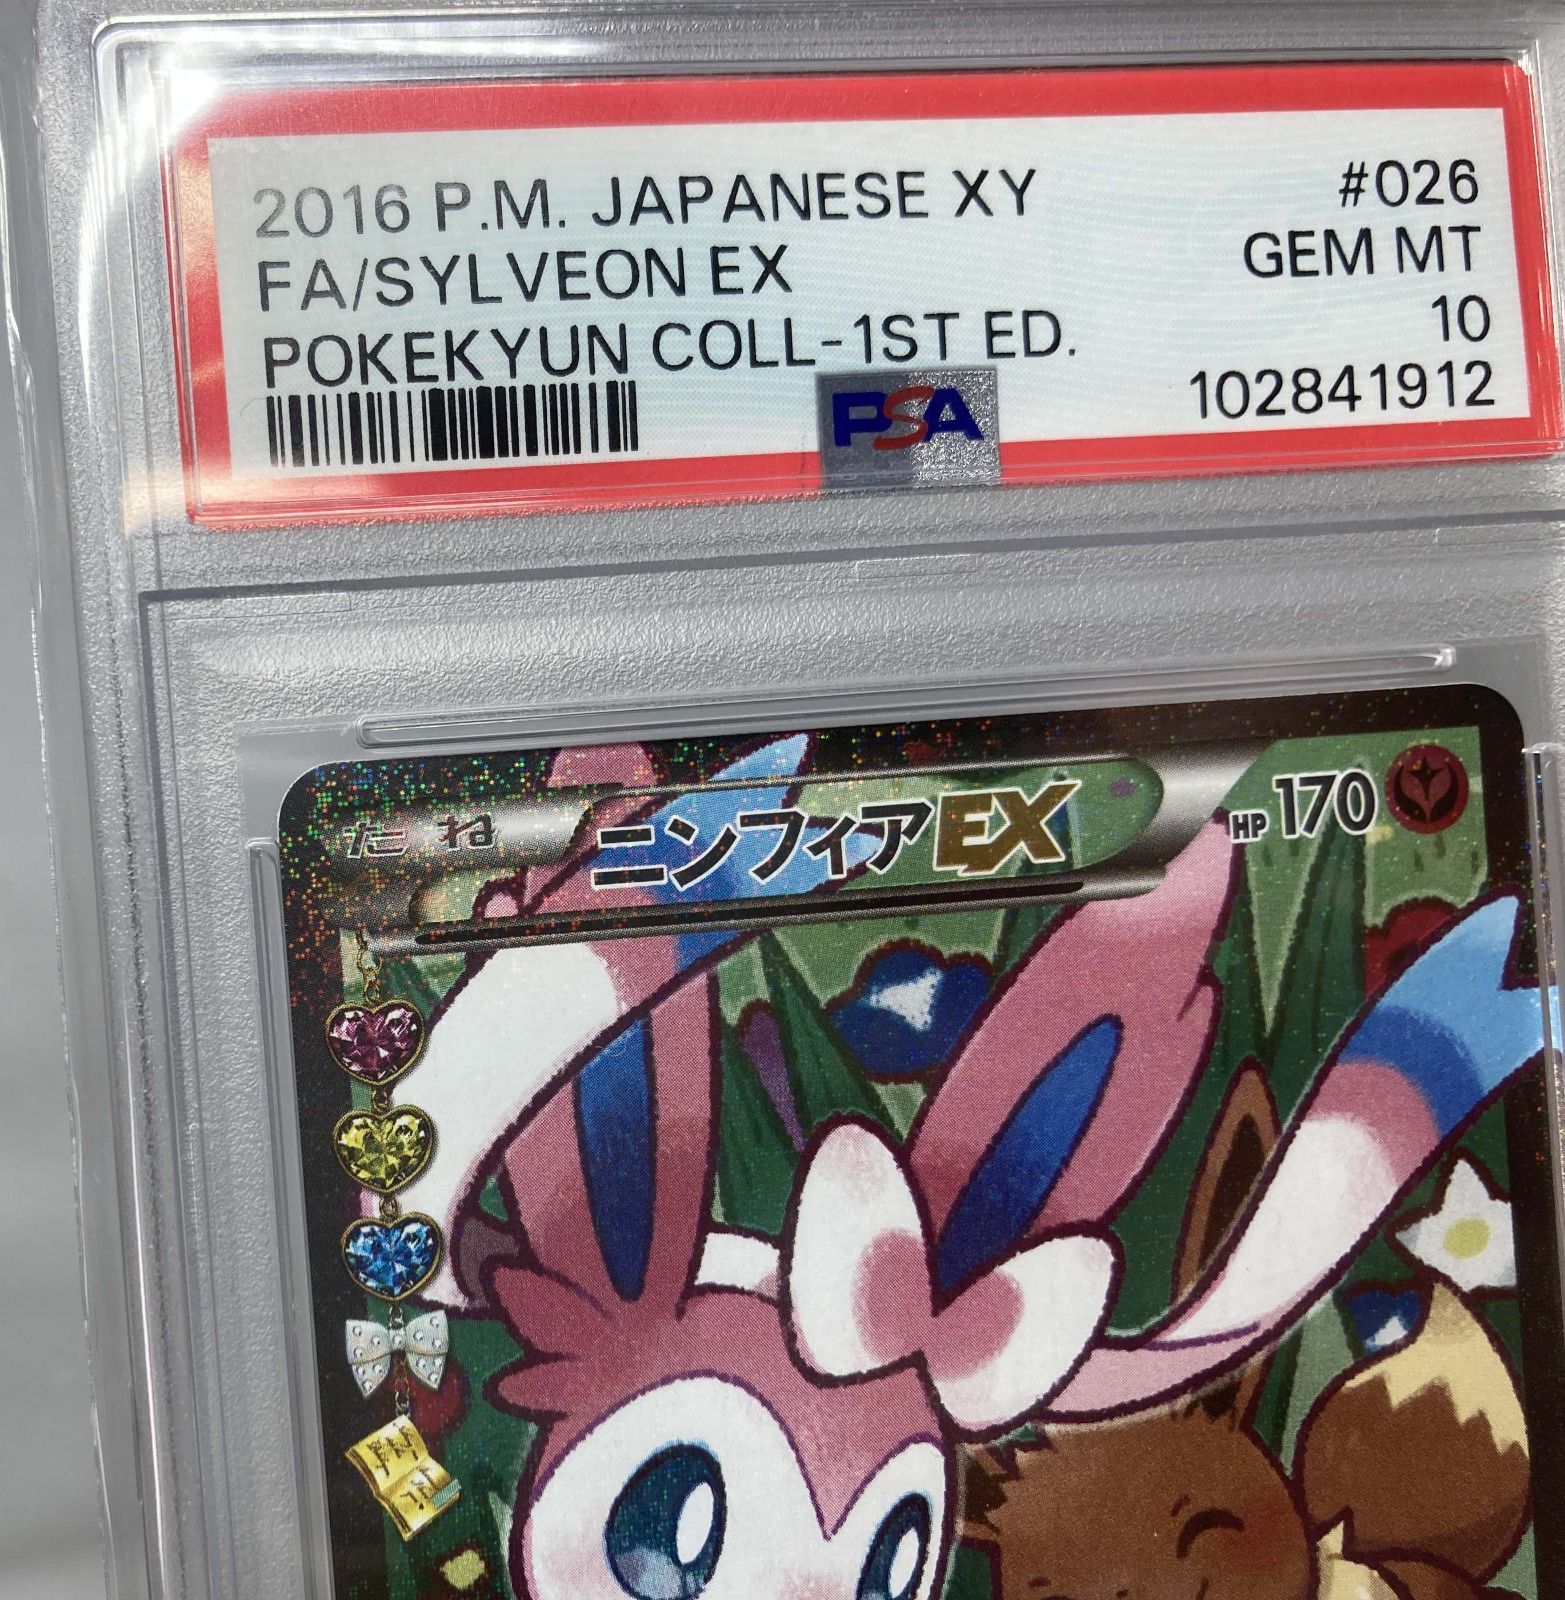 2016 P.M. JAPANESE XY #026
FA/SYLVEON EX GEM MT
POKEKYUN COLL-1ST ED. 10
PSA 102841912
たね ニンフィアEX HP 170